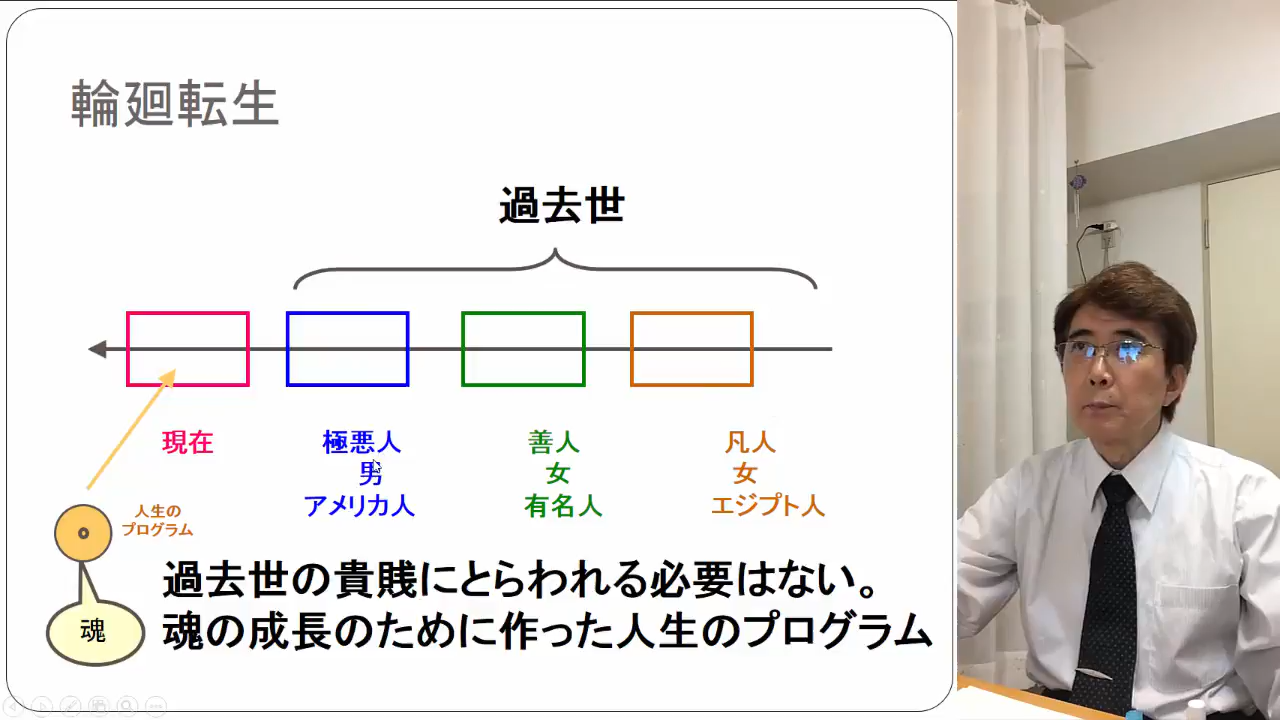 輪廻転生
過去世
現在
極悪人
男
アメリカ人
善人
女
有名人
凡人
女
エジプト人
人生の
プログラム
魂
過去世の貴賎にとらわれる必要はない。
魂の成長のために作った人生のプログラム